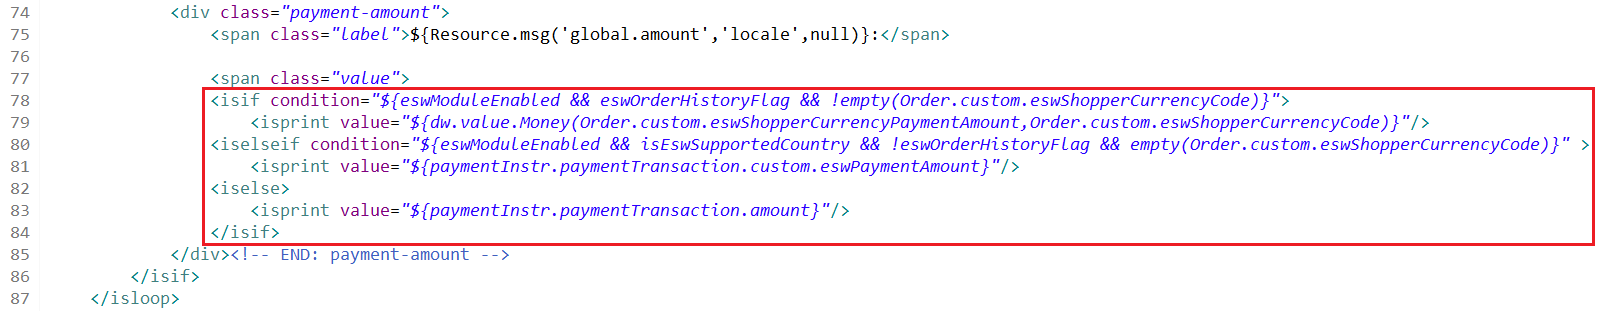 74 <div class="payment-amount">
75 <span class="label">${Resource.msg('global.amount','locale',null)}:</span>
76
77 <span class="value">
78 <isif condition="${eswModuleEnabled && eswOrderHistoryFlag && !empty(Order.custom.eswShopperCurrencyCode)}">
79 <isprint value="${dw.value.Money(Order.custom.eswShopperCurrencyPaymentAmount,Order.custom.eswShopperCurrencyCode)}"/>
80 <iselseif condition="${eswModuleEnabled && isEswSupportedCountry && !eswOrderHistoryFlag && empty(Order.custom.eswShopperCurrencyCode)}" >
81 <isprint value="${paymentInstr.paymentTransaction.custom.eswPaymentAmount}"/>
82 <iselse>
83 <isprint value="${paymentInstr.paymentTransaction.amount}"/>
84 </isif>
85 </div><!-- END: payment-amount -->
86 </isif>
87 </isloop>